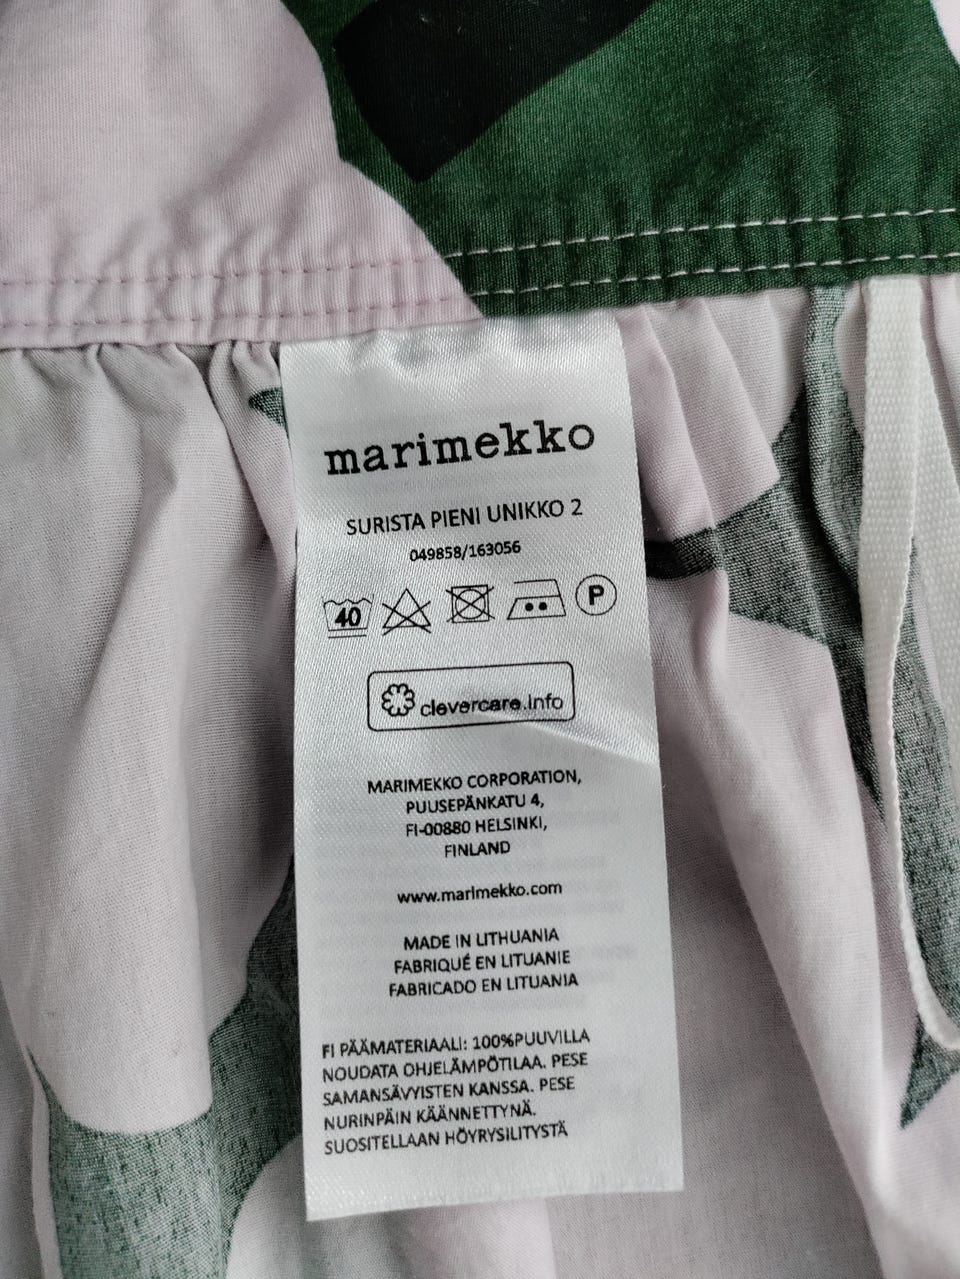 marimekko
SURISTA PIENI UNIKKO 2
049858/163056
40
P
clevercare.info
MARIMEKKO CORPORATION,
PUUSEPÄNKATU 4,
FI-00880 HELSINKI,
FINLAND
www.marimekko.com
MADE IN LITHUANIA
FABRIQUÉ EN LITUANIE
FABRICADO EN LITUANIA
FI PÄÄMATERIAALI: 100%PUUVILLA
NOUDATA OHJELÄMPÖTILAA. PESE
SAMANSÄVYISTEN KANSSA. PESE
NURINPÄIN KÄÄNNETTYNÄ.
SUOSITELLAAN HÖYRYSILITYSTÄ